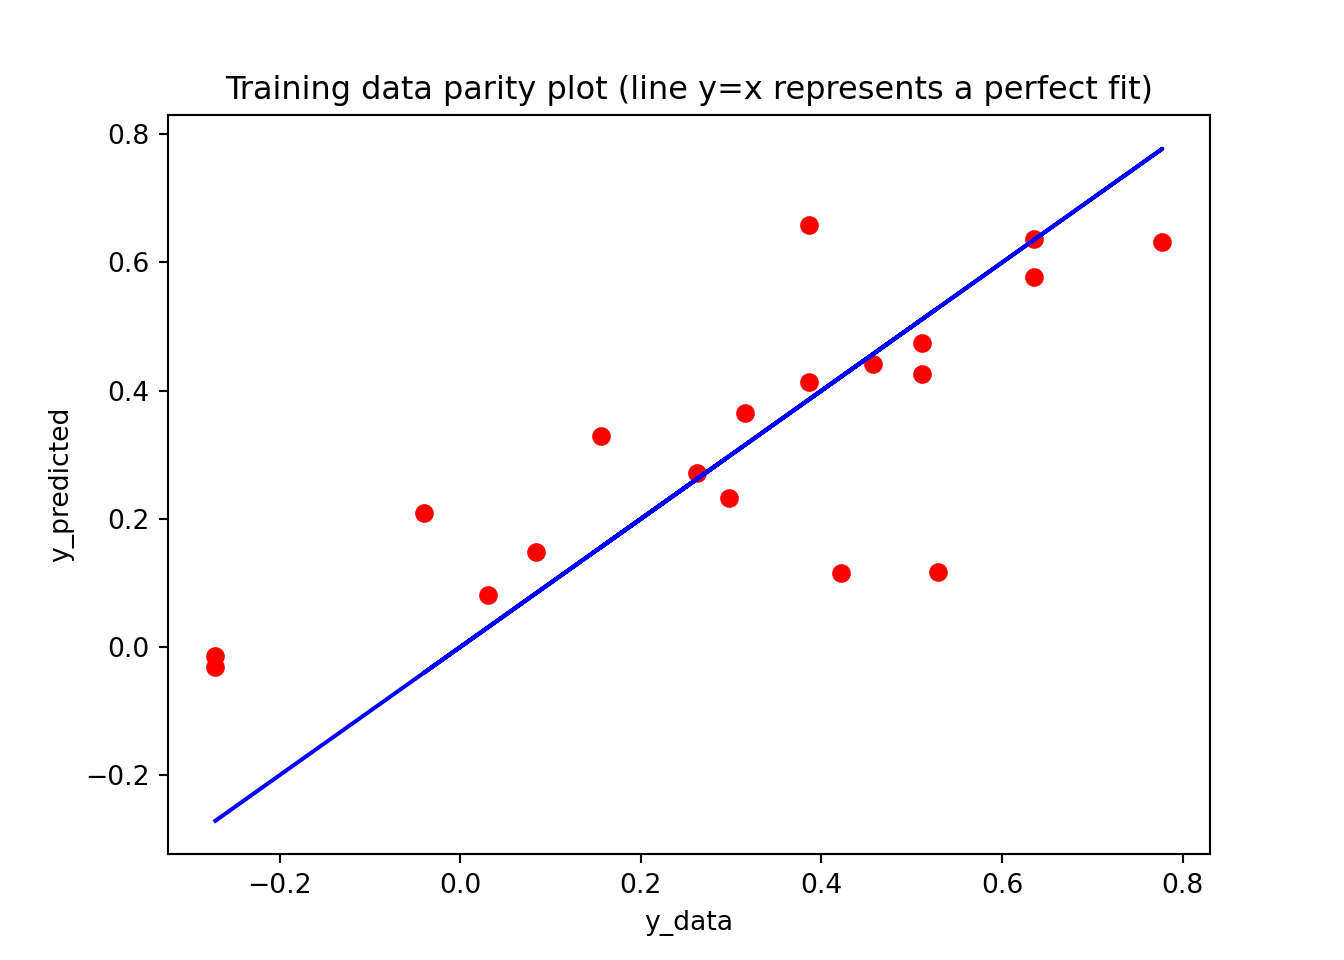 Training data parity plot (line y=x represents a perfect fit)
0.8
0.6
0.4
0.2
0.0
−0.2
y_predicted
−0.2 0.0 0.2 0.4 0.6 0.8
y_data